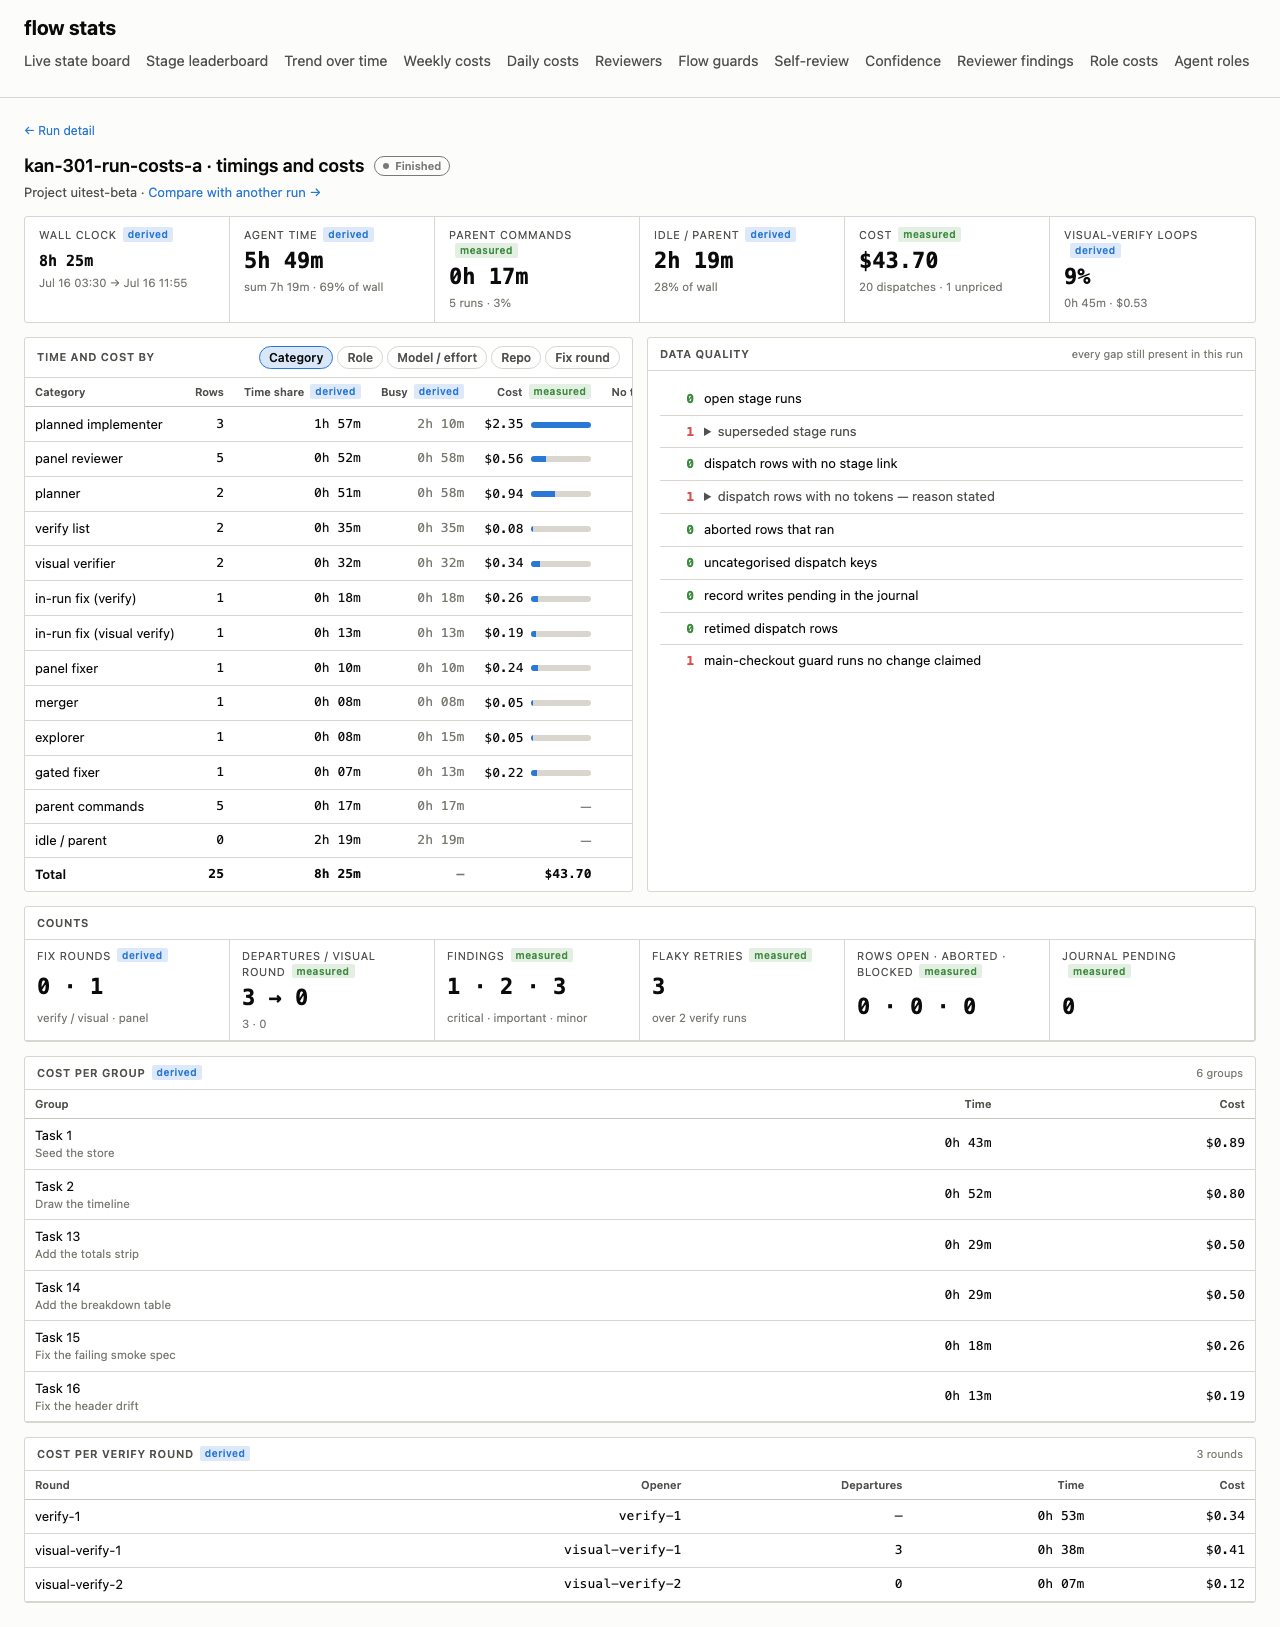 flow stats
Live state board Stage leaderboard Trend over time Weekly costs Daily costs Reviewers Flow guards Self-review Confidence Reviewer findings Role costs Agent roles
← Run detail
kan-301-run-costs-a · timings and costs Finished
Project uitest-beta · Compare with another run →
WALL CLOCK derived
8h 25m
Jul 16 03:30 → Jul 16 11:55
AGENT TIME derived
5h 49m
sum 7h 19m · 69% of wall
PARENT COMMANDS measured
0h 17m
5 runs · 3%
IDLE / PARENT derived
2h 19m
28% of wall
COST measured
$43.70
20 dispatches · 1 unpriced
VISUAL-VERIFY LOOPS derived
9%
0h 45m · $0.53
TIME AND COST BY Category Role Model / effort Repo Fix round
Category Rows Time share derived Busy derived Cost measured No
planned implementer 3 1h 57m 2h 10m $2.35
panel reviewer 5 0h 52m 0h 58m $0.56
planner 2 0h 51m 0h 58m $0.94
verify list 2 0h 35m 0h 35m $0.08
visual verifier 2 0h 32m 0h 32m $0.34
in-run fix (verify) 1 0h 18m 0h 18m $0.26
in-run fix (visual verify) 1 0h 13m 0h 13m $0.19
panel fixer 1 0h 10m 0h 10m $0.24
merger 1 0h 08m 0h 08m $0.05
explorer 1 0h 08m 0h 15m $0.05
gated fixer 1 0h 07m 0h 13m $0.22
parent commands 5 0h 17m 0h 17m —
idle / parent 0 2h 19m 2h 19m —
Total 25 8h 25m — $43.70
DATA QUALITY every gap still present in this run
0 open stage runs
1 ▶ superseded stage runs
0 dispatch rows with no stage link
1 ▶ dispatch rows with no tokens — reason stated
0 aborted rows that ran
0 uncategorised dispatch keys
0 record writes pending in the journal
0 retimed dispatch rows
1 main-checkout guard runs no change claimed
COUNTS
FIX ROUNDS derived
0 · 1
verify / visual · panel
DEPARTURES / VISUAL
ROUND measured
3 → 0
3 · 0
FINDINGS measured
1 · 2 · 3
critical · important · minor
FLAKY RETRIES measured
3
over 2 verify runs
ROWS OPEN · ABORTED ·
BLOCKED measured
0 · 0 · 0
JOURNAL PENDING
measured
0
COST PER GROUP derived 6 groups
Group Time Cost
Task 1 0h 43m $0.89
Seed the store
Task 2 0h 52m $0.80
Draw the timeline
Task 13 0h 29m $0.50
Add the totals strip
Task 14 0h 29m $0.50
Add the breakdown table
Task 15 0h 18m $0.26
Fix the failing smoke spec
Task 16 0h 13m $0.19
Fix the header drift
COST PER VERIFY ROUND derived 3 rounds
Round Opener Departures Time Cost
verify-1 verify-1 — 0h 53m $0.34
visual-verify-1 visual-verify-1 3 0h 38m $0.41
visual-verify-2 visual-verify-2 0 0h 07m $0.12